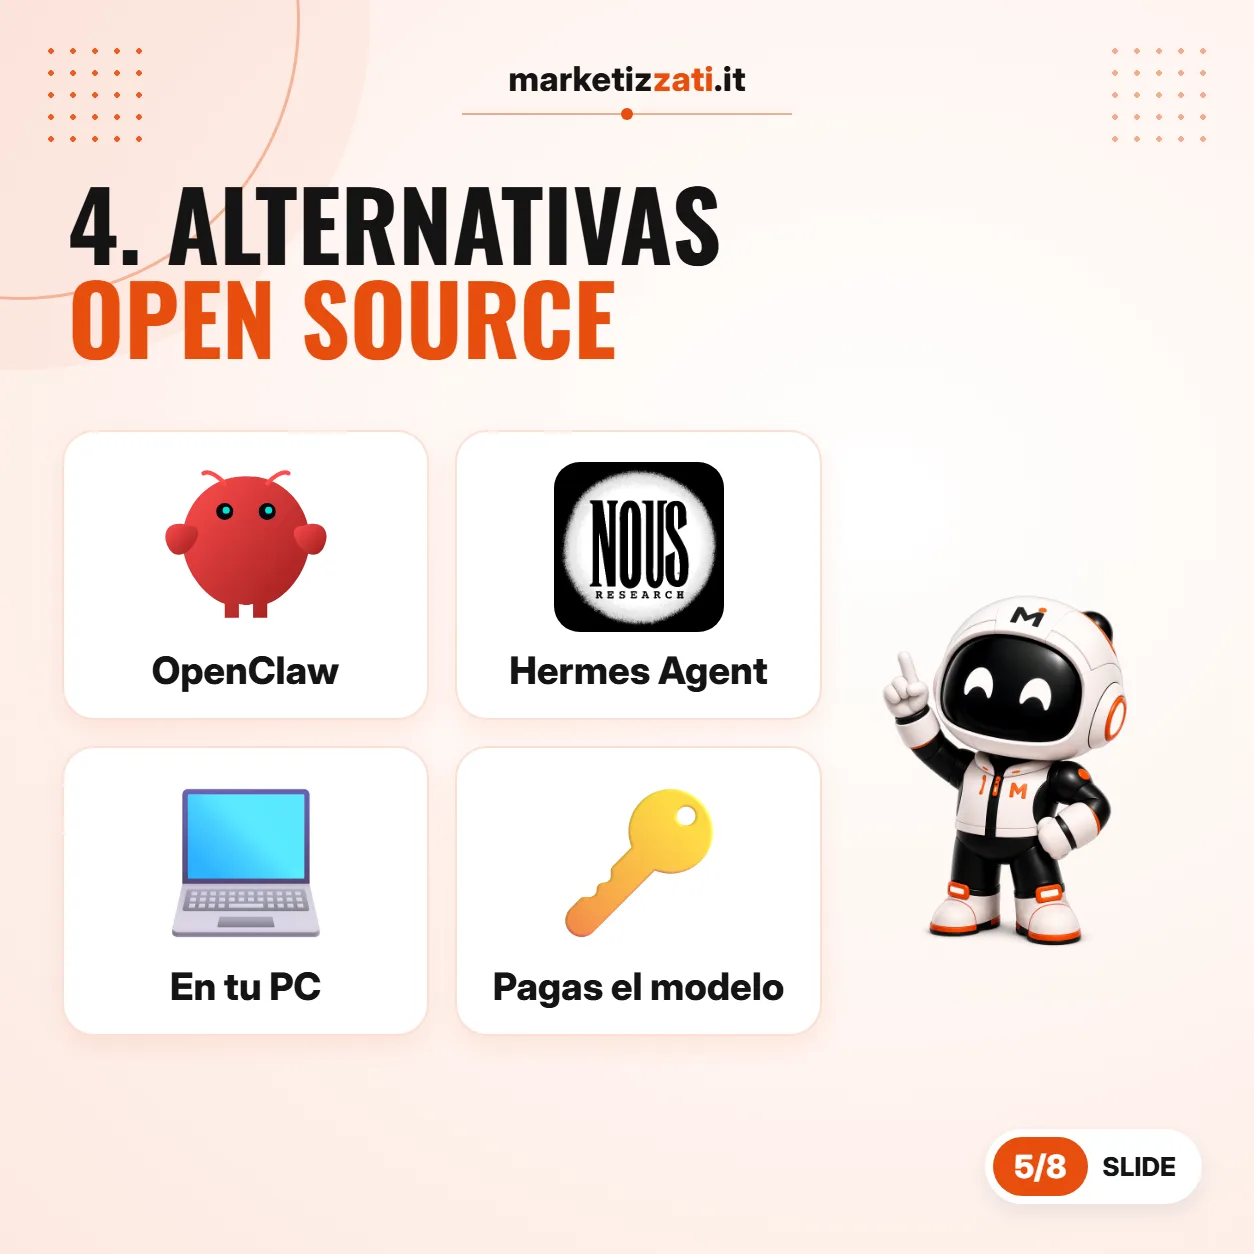 marketizzati.it
4. ALTERNATIVAS
OPEN SOURCE
NOUS
RESEARCH
OpenClaw
Hermes Agent
M
M
En tu PC
Pagas el modelo
5/8 SLIDE